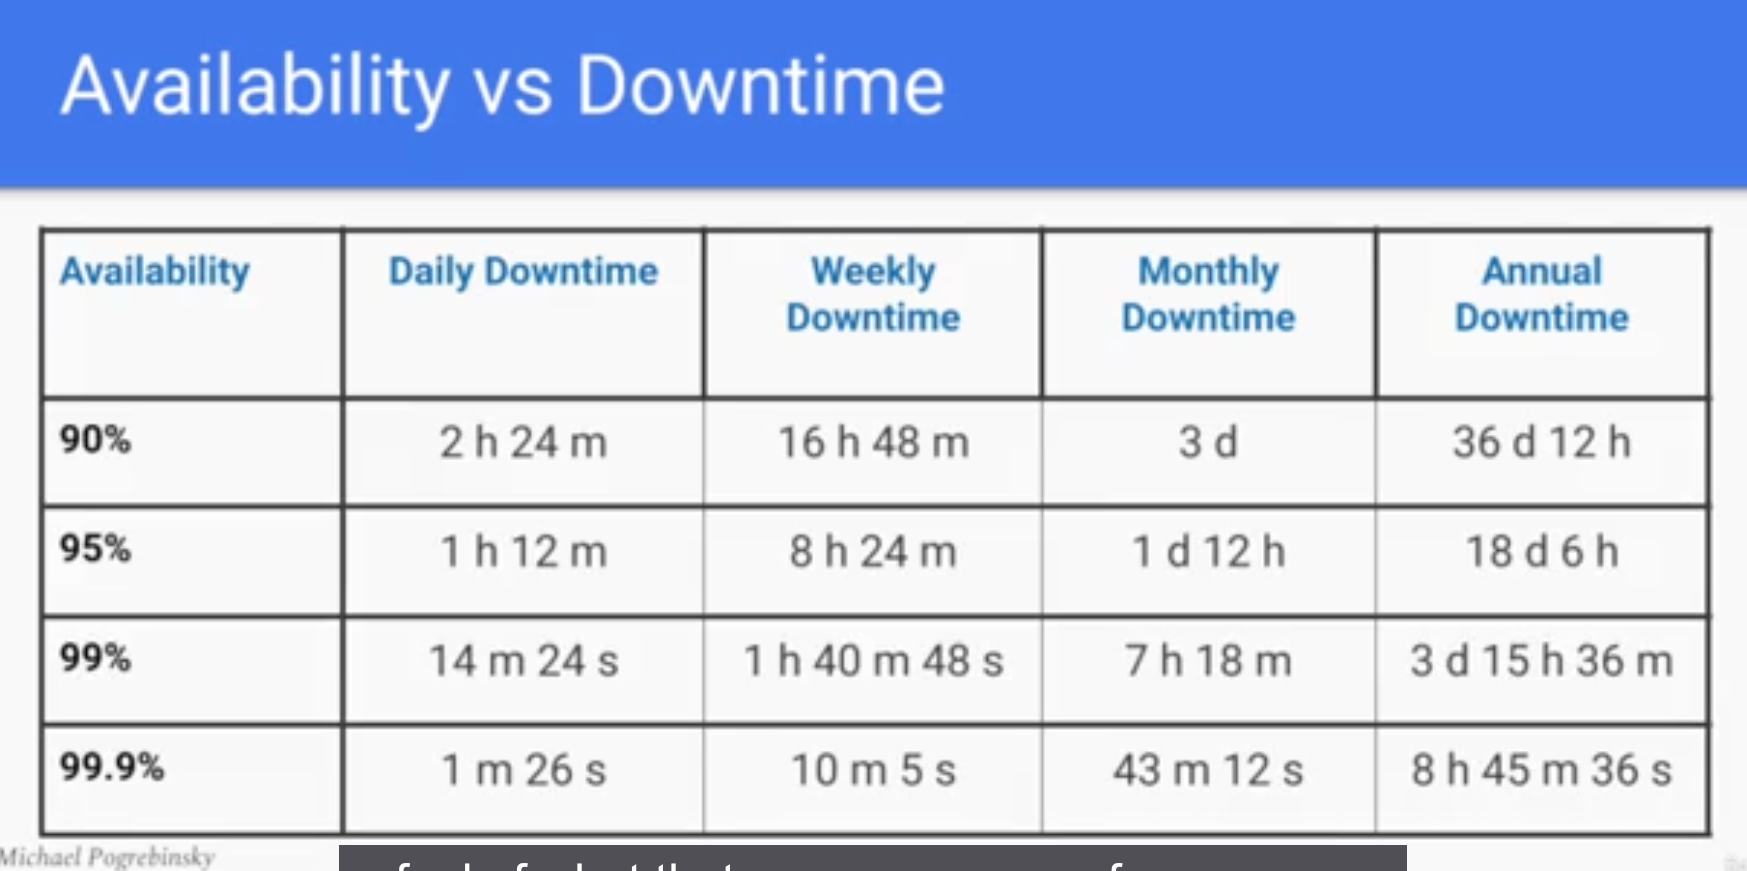 Availability vs Downtime
Availability Daily Downtime Weekly Downtime Monthly Downtime Annual Downtime
90% 2 h 24 m 16 h 48 m 3 d 36 d 12 h
95% 1 h 12 m 8 h 24 m 1 d 12 h 18 d 6 h
99% 14 m 24 s 1 h 40 m 48 s 7 h 18 m 3 d 15 h 36 m
99.9% 1 m 26 s 10 m 5 s 43 m 12 s 8 h 45 m 36 s
Michael Pogrebinsky